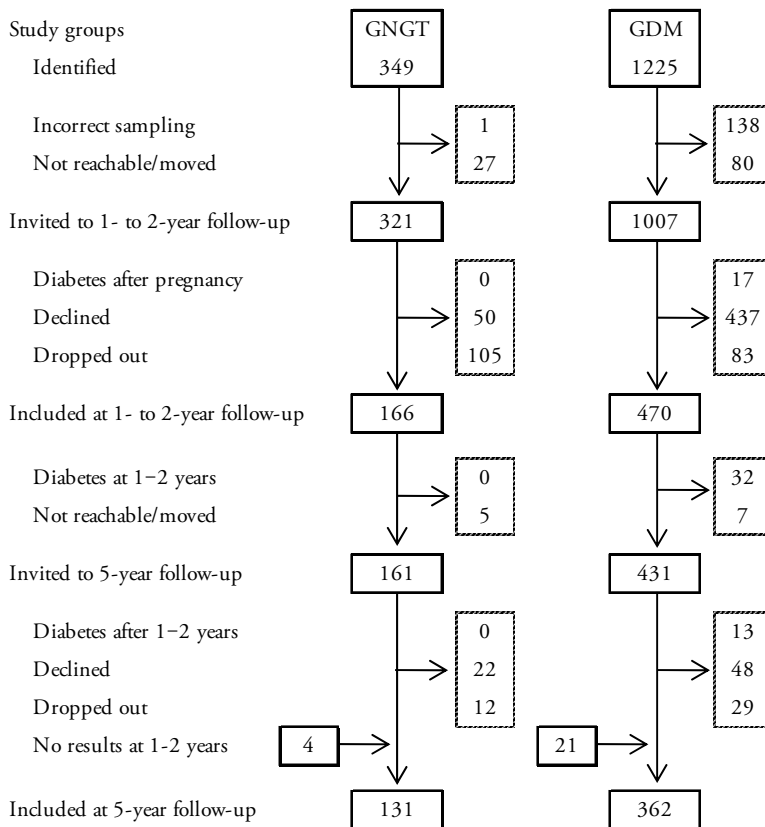 Study groups GNGT GDM
Identified 349 1225
Incorrect sampling 1 138
Not reachable/moved 27 80
Invited to 1- to 2-year follow-up 321 1007
Diabetes after pregnancy 0 17
Declined 50 437
Dropped out 105 83
Included at 1- to 2-year follow-up 166 470
Diabetes at 1−2 years 0 32
Not reachable/moved 5 7
Invited to 5-year follow-up 161 431
Diabetes after 1−2 years 0 13
Declined 22 48
Dropped out 12 29
No results at 1-2 years 4 21
Included at 5-year follow-up 131 362